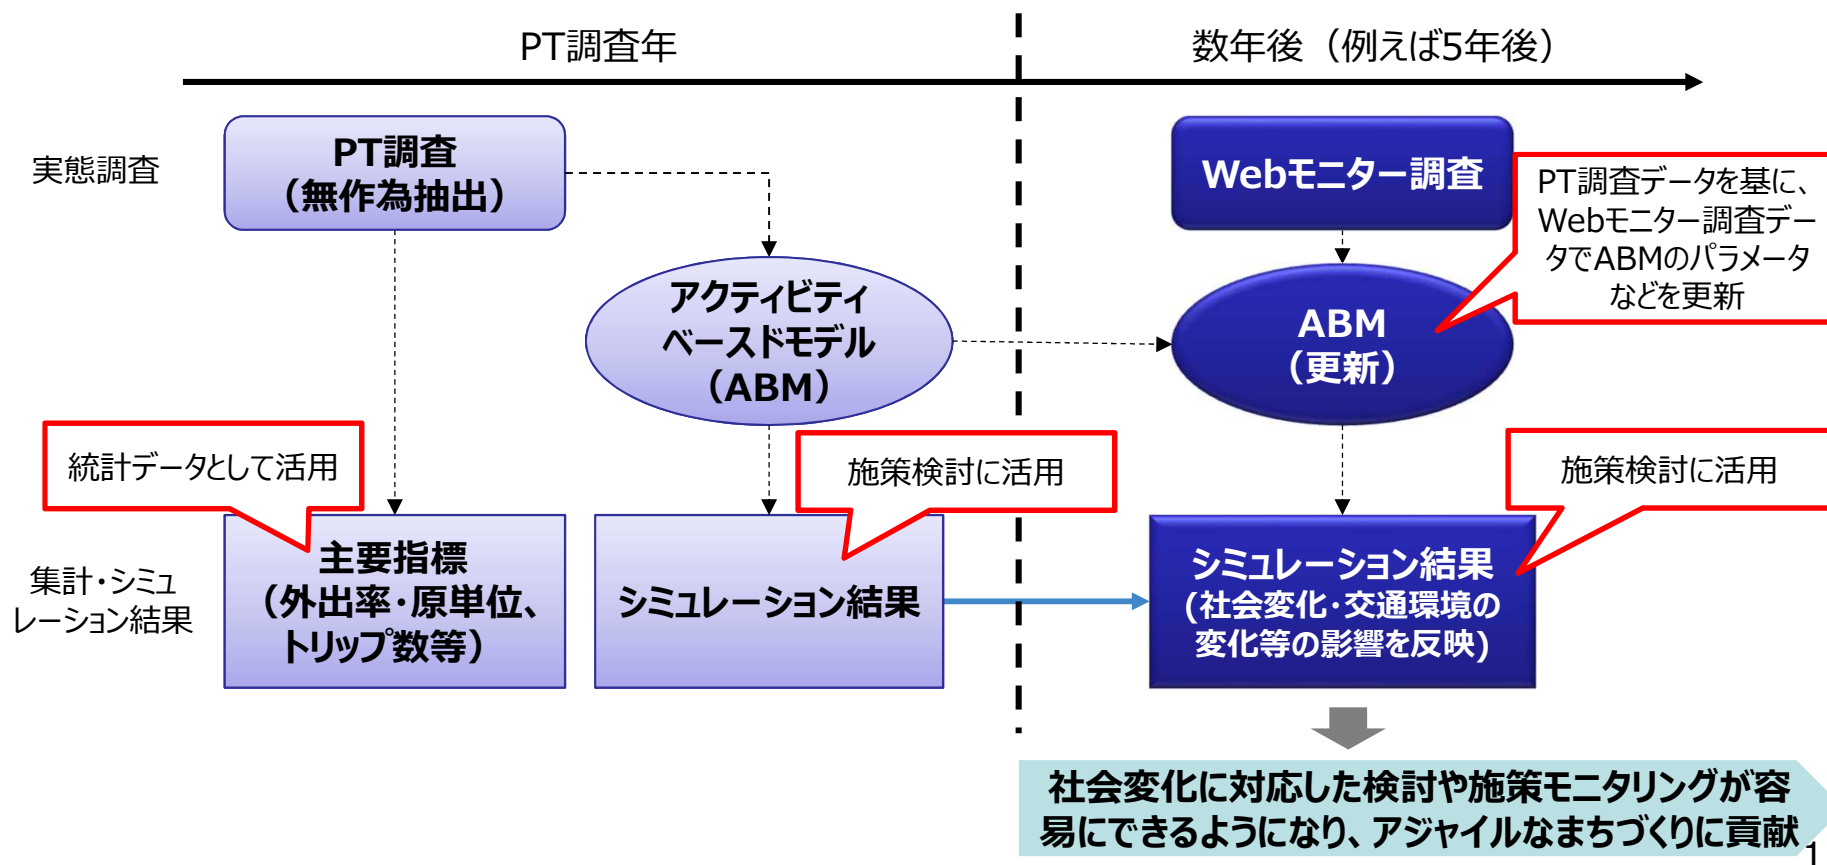 PT調査年
数年後（例えば5年後）
実態調査
PT調査
（無作為抽出）
Webモニター調査
PT調査データを基に、
Webモニター調査デー
タでABMのパラメータ
などを更新
アクティビティ
ベースドモデル
（ABM）
ABM
（更新）
統計データとして活用
施策検討に活用
施策検討に活用
集計・シミュ
レーション結果
主要指標
（外出率・原単位、
トリップ数等）
シミュレーション結果
シミュレーション結果
(社会変化・交通環境の
変化等の影響を反映)
社会変化に対応した検討や施策モニタリングが容
易にできるようになり、アジャイルなまちづくりに貢献
1